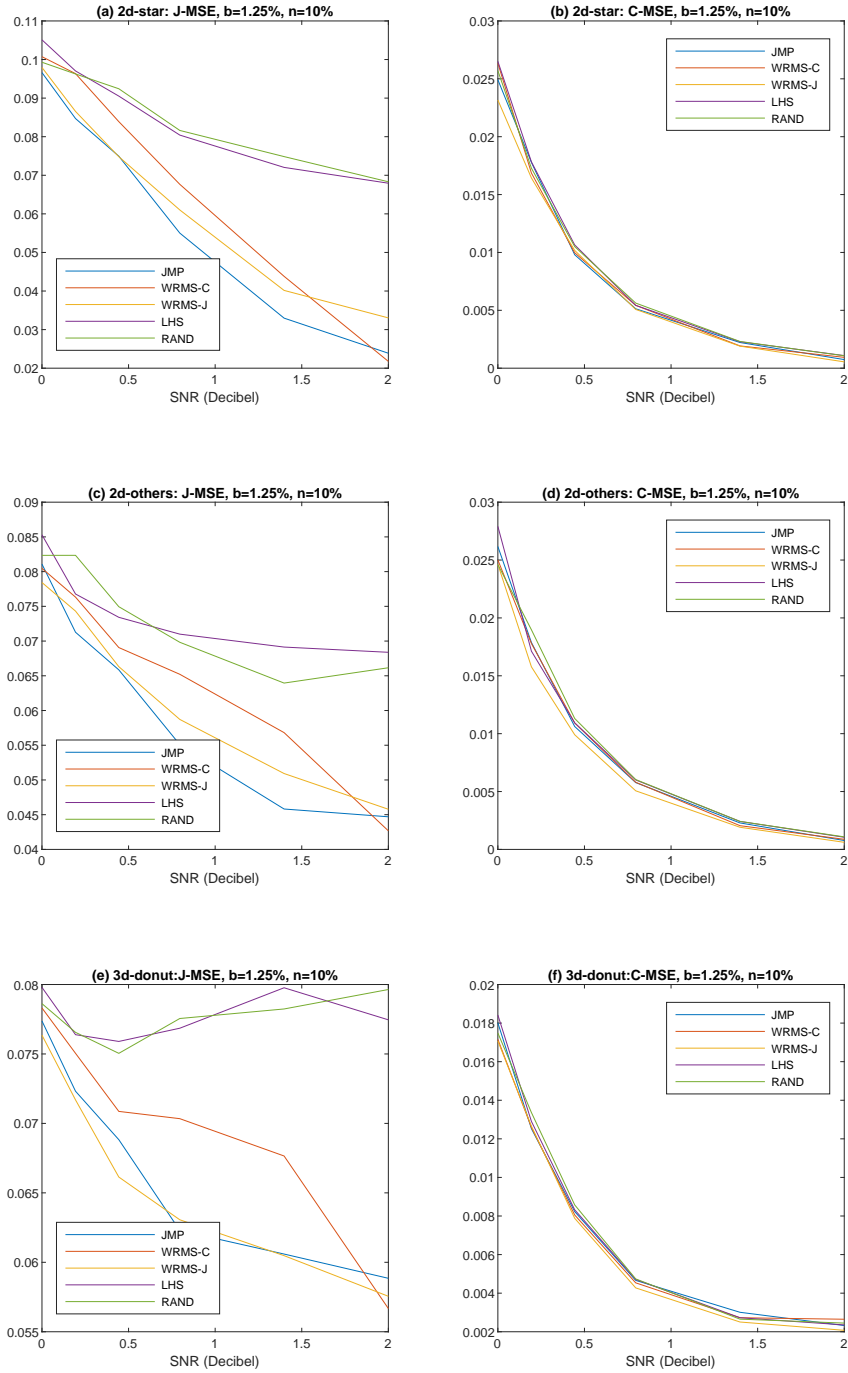 (a) 2d-star: J-MSE, b=1.25%, n=10%
0.11
0.1
0.09
0.08
0.07
0.06
0.05
0.04
0.03
0.02
0
0.5
1
1.5
2
SNR (Decibel)
JMP
WRMS-C
WRMS-J
LHS
RAND
(b) 2d-star: C-MSE, b=1.25%, n=10%
0.03
0.025
0.02
0.015
0.01
0.005
0
0
0.5
1
1.5
2
SNR (Decibel)
JMP
WRMS-C
WRMS-J
LHS
RAND
(c) 2d-others: J-MSE, b=1.25%, n=10%
0.09
0.085
0.08
0.075
0.07
0.065
0.06
0.055
0.05
0.045
0.04
0
0.5
1
1.5
2
SNR (Decibel)
JMP
WRMS-C
WRMS-J
LHS
RAND
(d) 2d-others: C-MSE, b=1.25%, n=10%
0.03
0.025
0.02
0.015
0.01
0.005
0
0
0.5
1
1.5
2
SNR (Decibel)
JMP
WRMS-C
WRMS-J
LHS
RAND
(e) 3d-donut:J-MSE, b=1.25%, n=10%
0.08
0.075
0.07
0.065
0.06
0.055
0
0.5
1
1.5
2
SNR (Decibel)
JMP
WRMS-C
WRMS-J
LHS
RAND
(f) 3d-donut:C-MSE, b=1.25%, n=10%
0.02
0.018
0.016
0.014
0.012
0.01
0.008
0.006
0.004
0.002
0
0.5
1
1.5
2
SNR (Decibel)
JMP
WRMS-C
WRMS-J
LHS
RAND